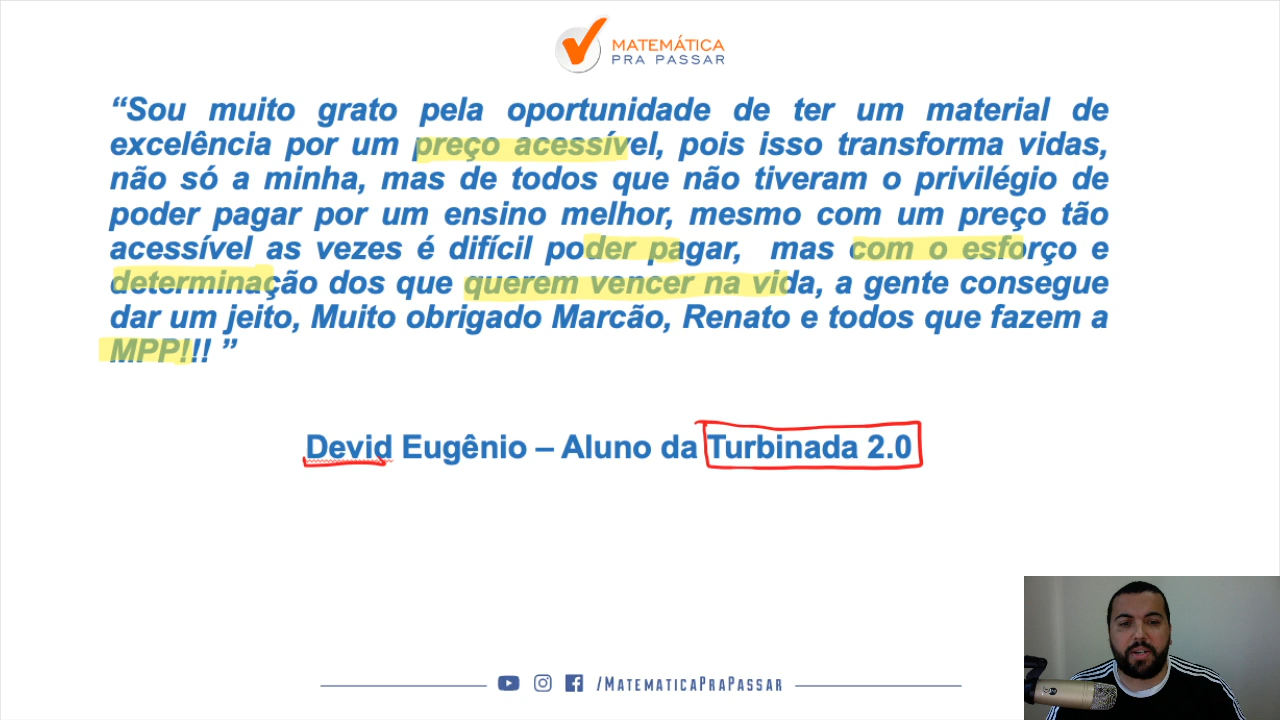 MATEMÁTICA
PRA PASSAR
“Sou muito grato pela oportunidade de ter um material de
excelência por um preço acessível, pois isso transforma vidas,
não só a minha, mas de todos que não tiveram o privilégio de
poder pagar por um ensino melhor, mesmo com um preço tão
acessível as vezes é difícil poder pagar, mas com o esforço e
determinação dos que querem vencer na vida, a gente consegue
dar um jeito, Muito obrigado Marcão, Renato e todos que fazem a
MPP!!! ”
Devid Eugênio – Aluno da Turbinada 2.0
/MATEMATICAPRAPASSAR